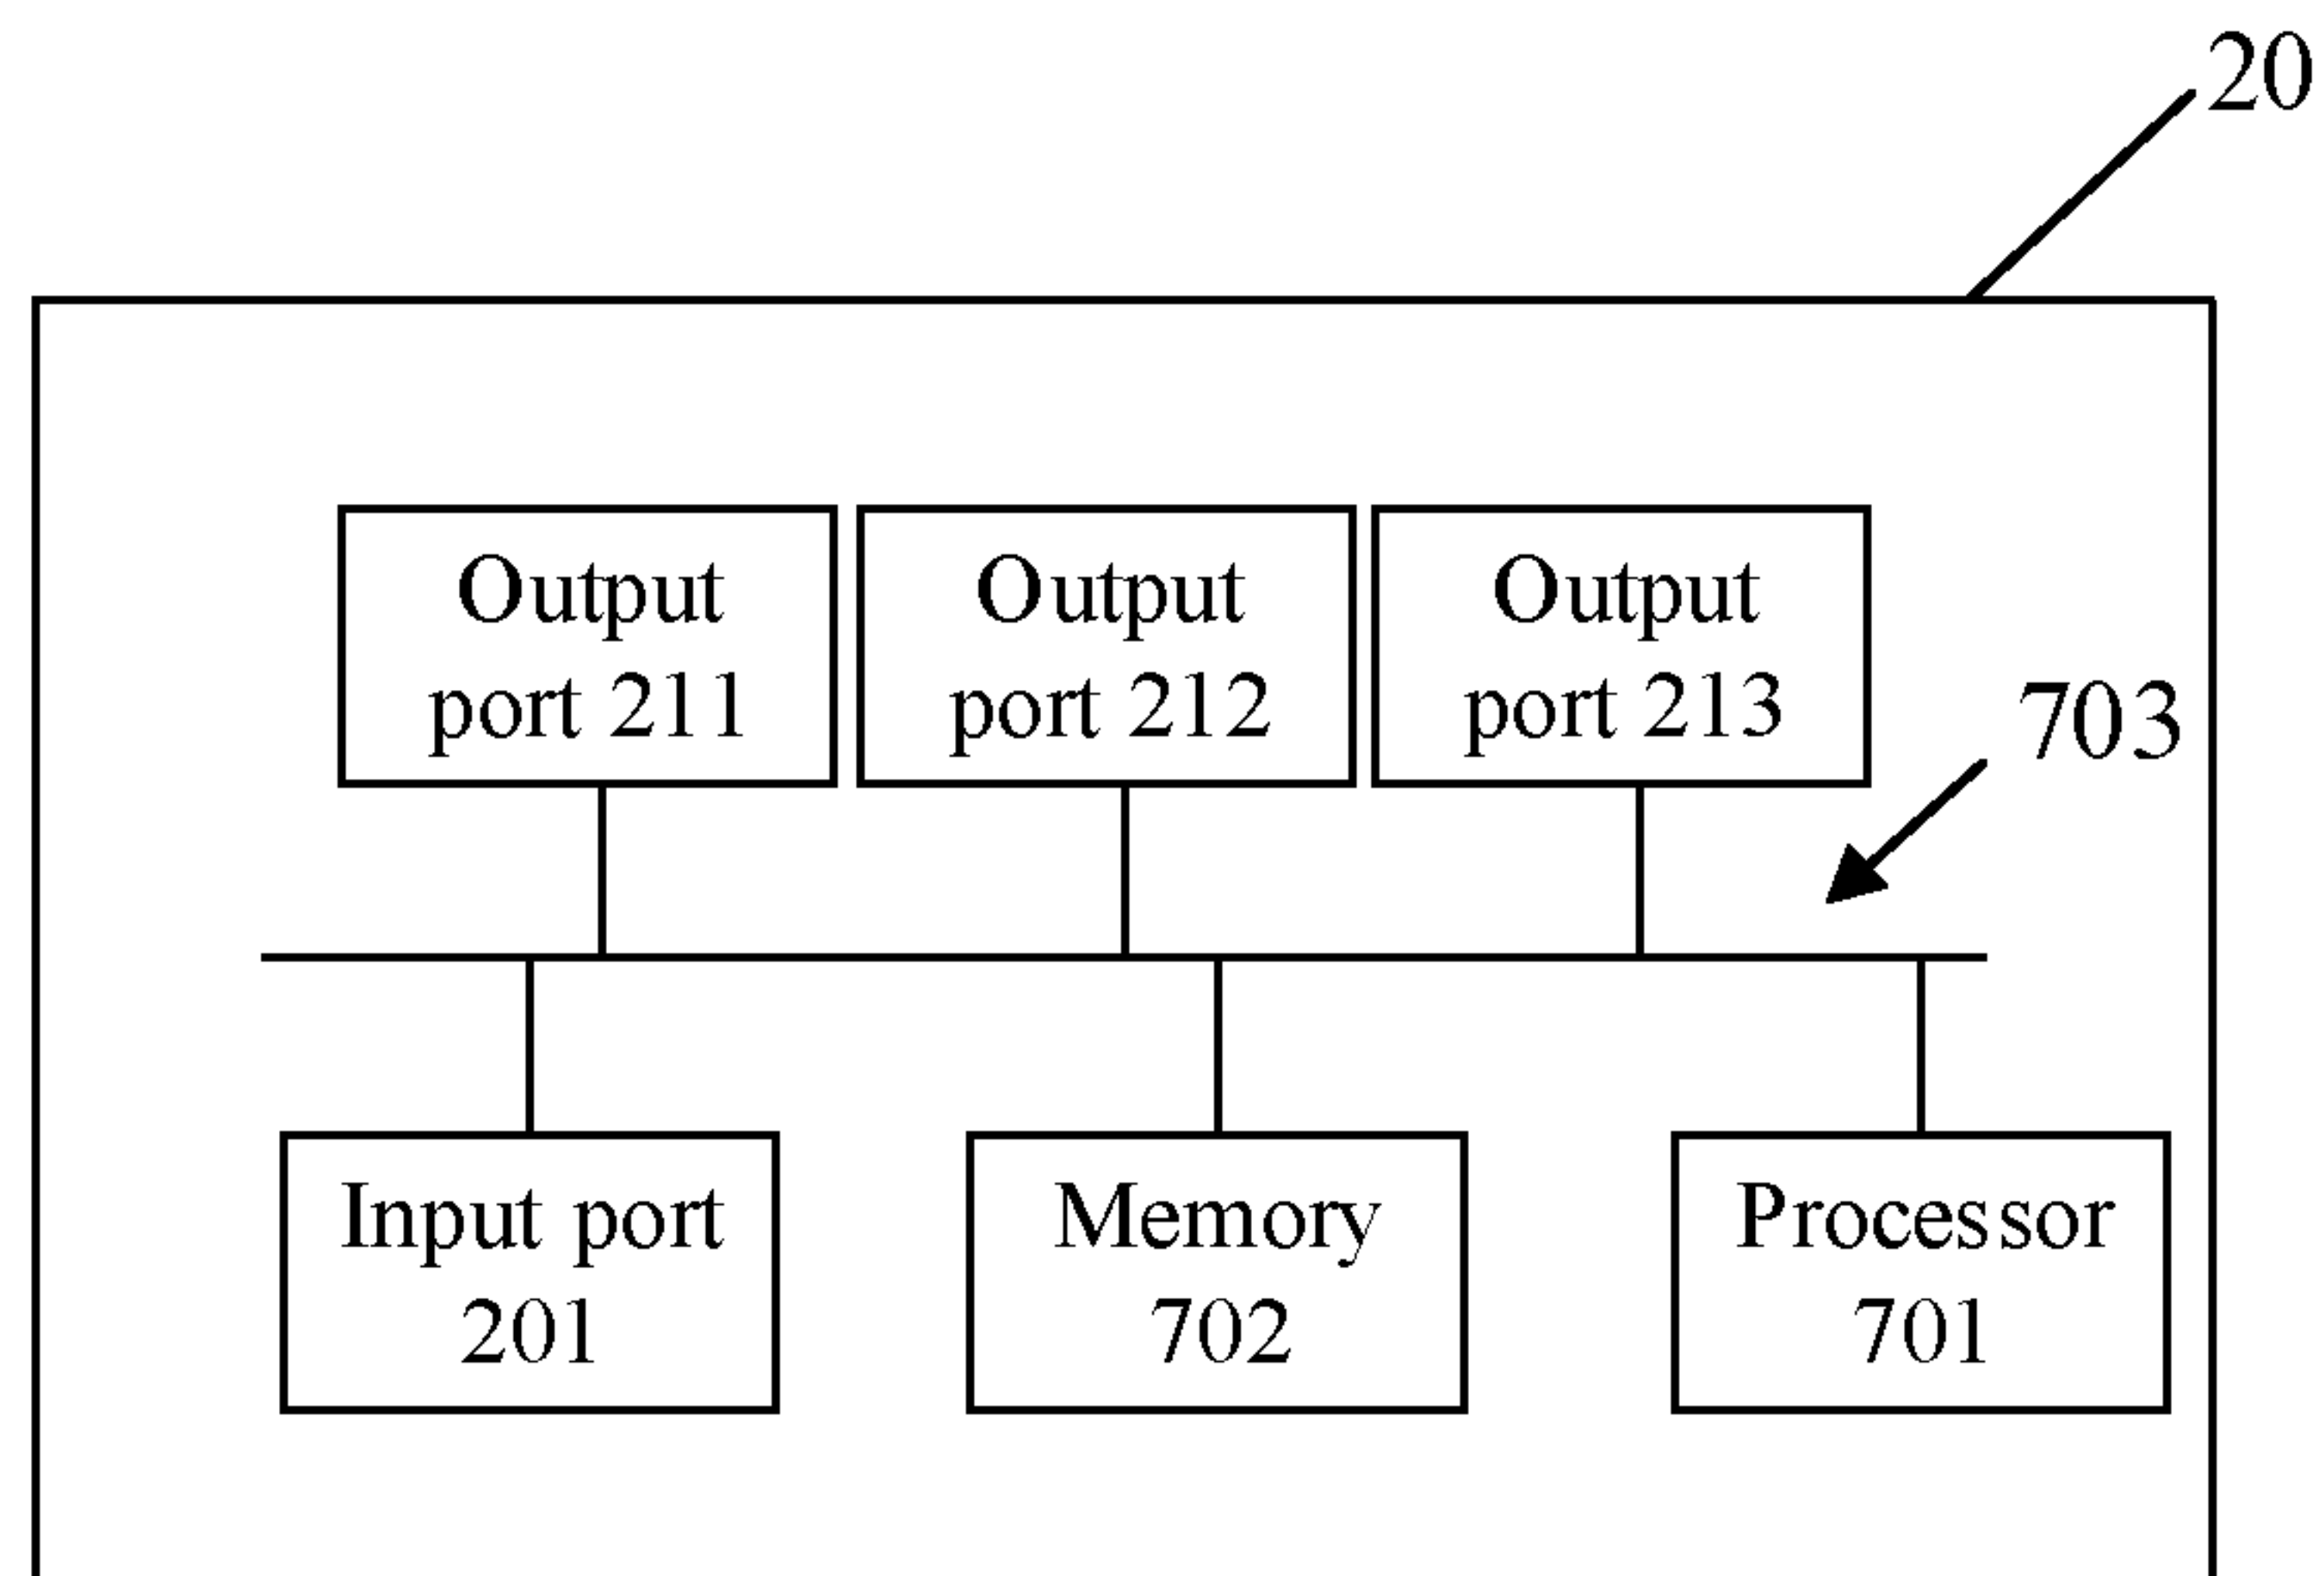 20
Output
port 211
Output
port 212
Output
port 213
703
Input port
201
Memory
702
Processor
701